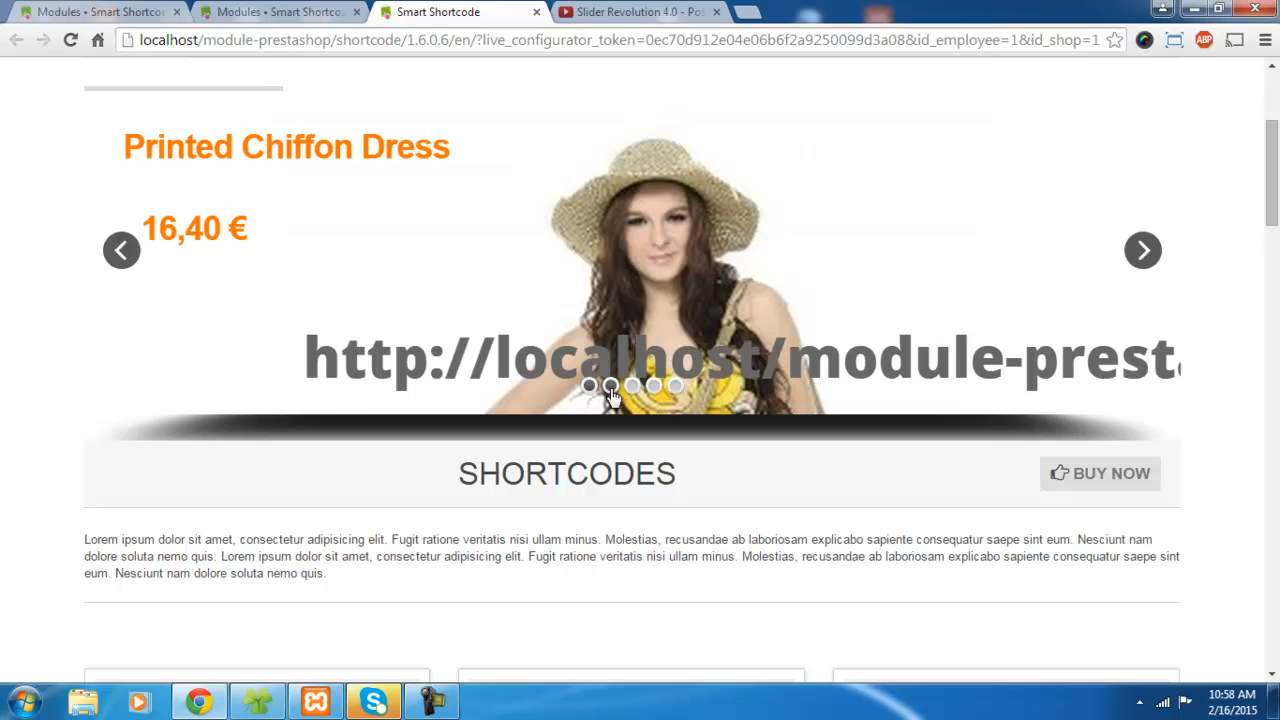 Modules • Smart Shortco
Modules • Smart Shortco
Smart Shortcode
Slider Revolution 4.0 - Po
localhost/module-prestashop/shortcode/1.6.0.6/en/?live_configurator_token=0ec70d912e04e06b6f2a9250099d3a08&id_employee=1&id_shop=1
ABP
Printed Chiffon Dress
16,40 €
http://localhost/module-presta
SHORTCODES
BUY NOW
Lorem ipsum dolor sit amet, consectetur adipisicing elit. Fugit ratione veritatis nisi ullam minus. Molestias, recusandae ab laboriosam explicabo sapiente consequatur saepe sint eum. Nesciunt nam
dolore soluta nemo quis. Lorem ipsum dolor sit amet, consectetur adipisicing elit. Fugit ratione veritatis nisi ullam minus. Molestias, recusandae ab laboriosam explicabo sapiente consequatur saepe sint
eum. Nesciunt nam dolore soluta nemo quis.
10:58 AM
2/16/2015